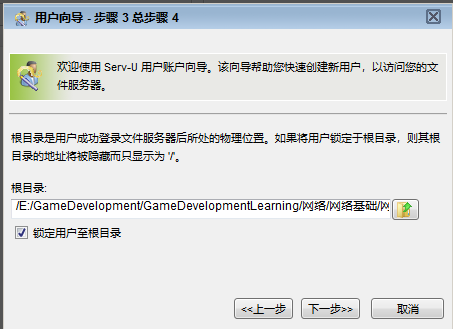 用户向导 - 步骤 3 总步骤 4
欢迎使用 Serv-U 用户账户向导。该向导帮助您快速创建新用户，以访问您的文
件服务器。
根目录是用户成功登录文件服务器后所处的物理位置。如果将用户锁定于根目录，则其根
目录的地址将被隐藏而只显示为 '/'。
根目录:
/E:/GameDevelopment/GameDevelopmentLearning/网络/网络基础/网
锁定用户至根目录
<<上一步
下一步>>
取消